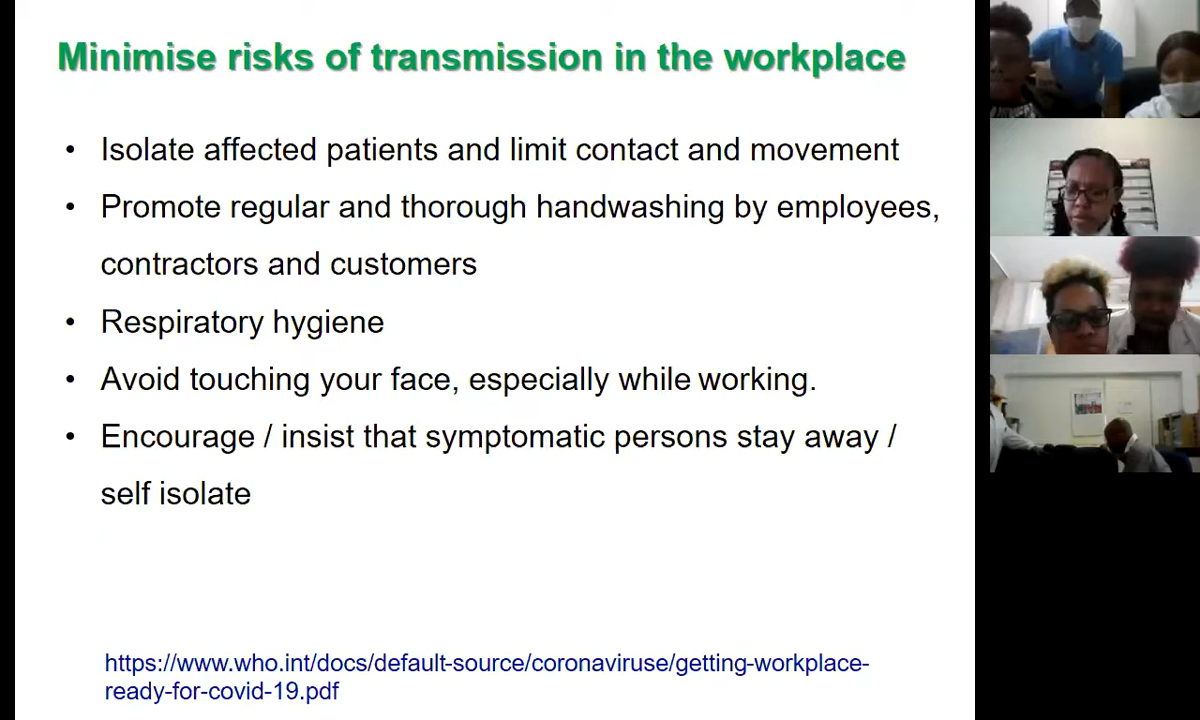 Minimise risks of transmission in the workplace
• Isolate affected patients and limit contact and movement
• Promote regular and thorough handwashing by employees,
contractors and customers
• Respiratory hygiene
• Avoid touching your face, especially while working.
• Encourage / insist that symptomatic persons stay away /
self isolate
https://www.who.int/docs/default-source/coronaviruse/getting-workplace-
ready-for-covid-19.pdf